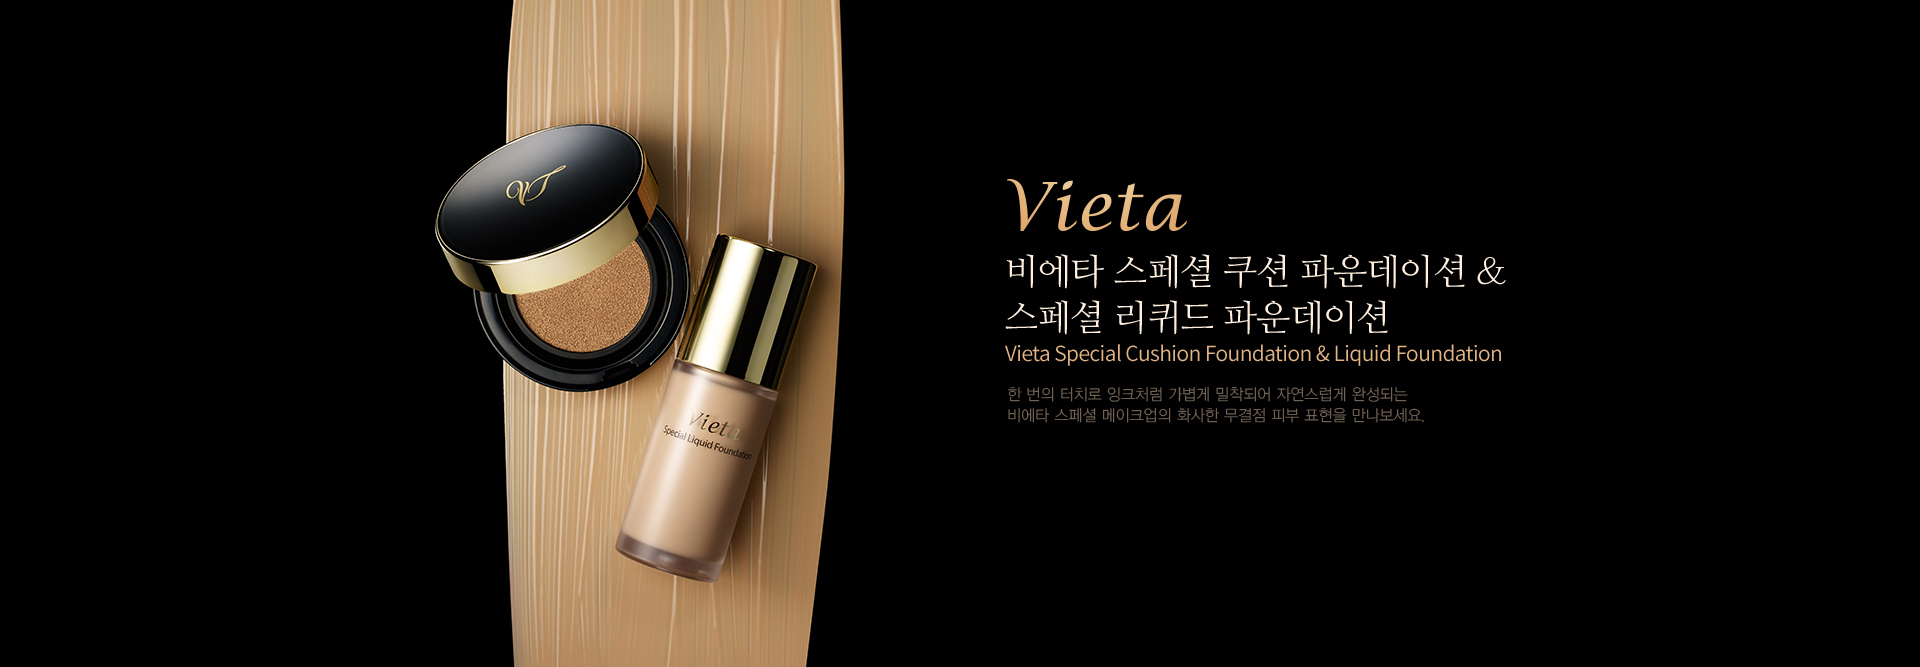 VT
Vieta
Special Liquid Foundation
Vieta
비에타 스페셜 쿠션 파운데이션 &
스페셜 리퀴드 파운데이션
Vieta Special Cushion Foundation & Liquid Foundation
한 번의 터치로 잉크처럼 가볍게 밀착되어 자연스럽게 완성되는
비에타 스페셜 메이크업의 화사한 무결점 피부 표현을 만나보세요.